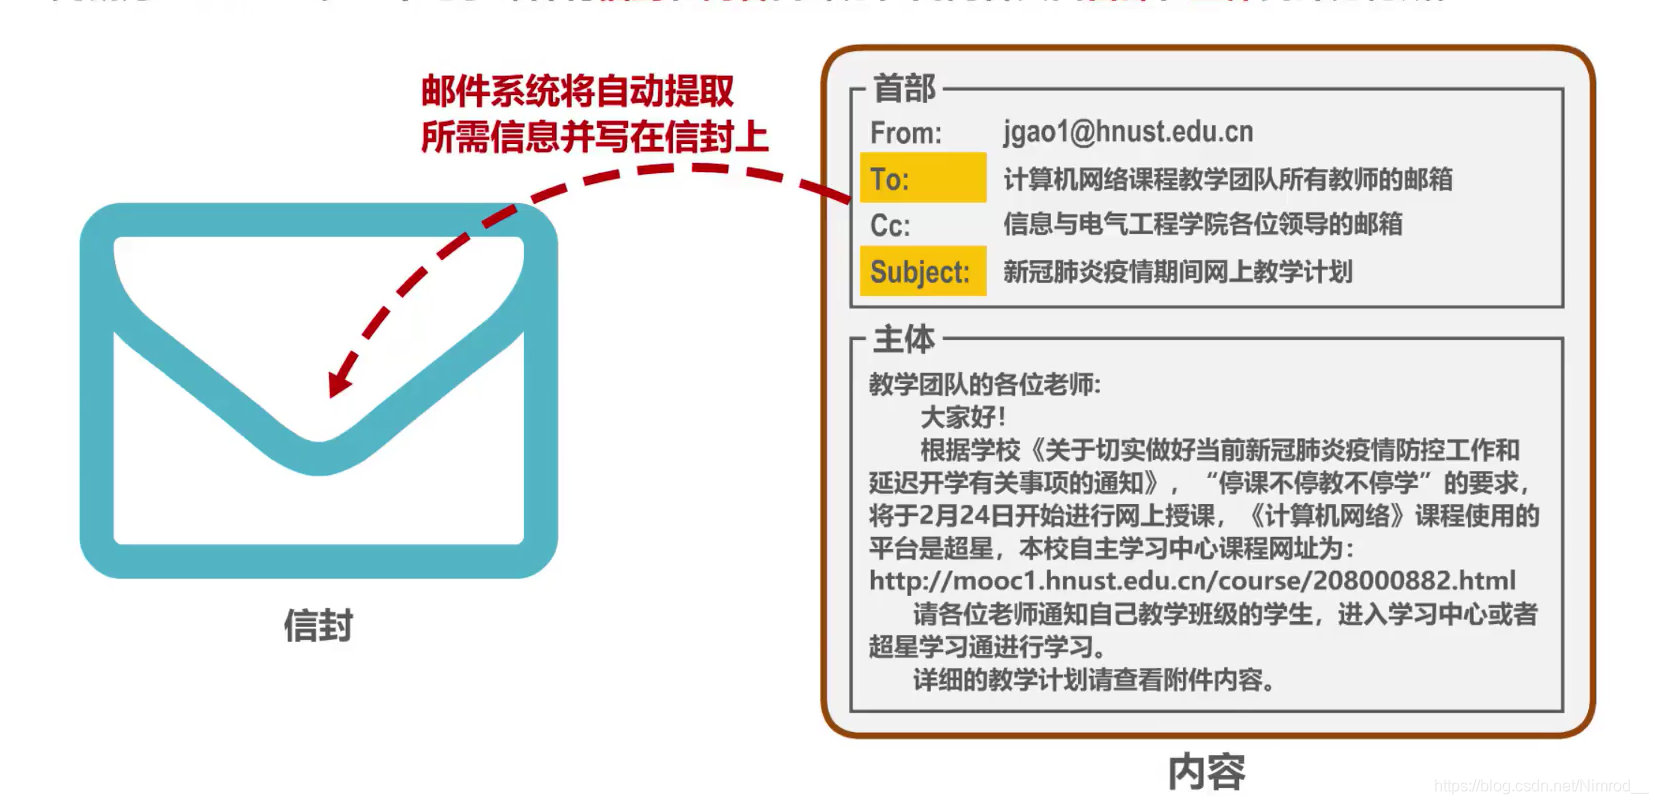 邮件系统将自动提取
所需信息并写在信封上
信封
首部
From: jgao1@hnust.edu.cn
To: 计算机网络课程教学团队所有教师的邮箱
Cc: 信息与电气工程学院各位领导的邮箱
Subject: 新冠肺炎疫情期间网上教学计划
主体
教学团队的各位老师:
大家好！
根据学校《关于切实做好当前新冠肺炎疫情防控工作和
延迟开学有关事项的通知》，“停课不停教不停学”的要求，
将于2月24日开始进行网上授课，《计算机网络》课程使用的
平台是超星，本校自主学习中心课程网址为：
http://mooc1.hnust.edu.cn/course/208000882.html
请各位老师通知自己教学班级的学生，进入学习中心或者
超星学习通进行学习。
详细的教学计划请查看附件内容。
内容
https://blog.csdn.net/Nimrod__